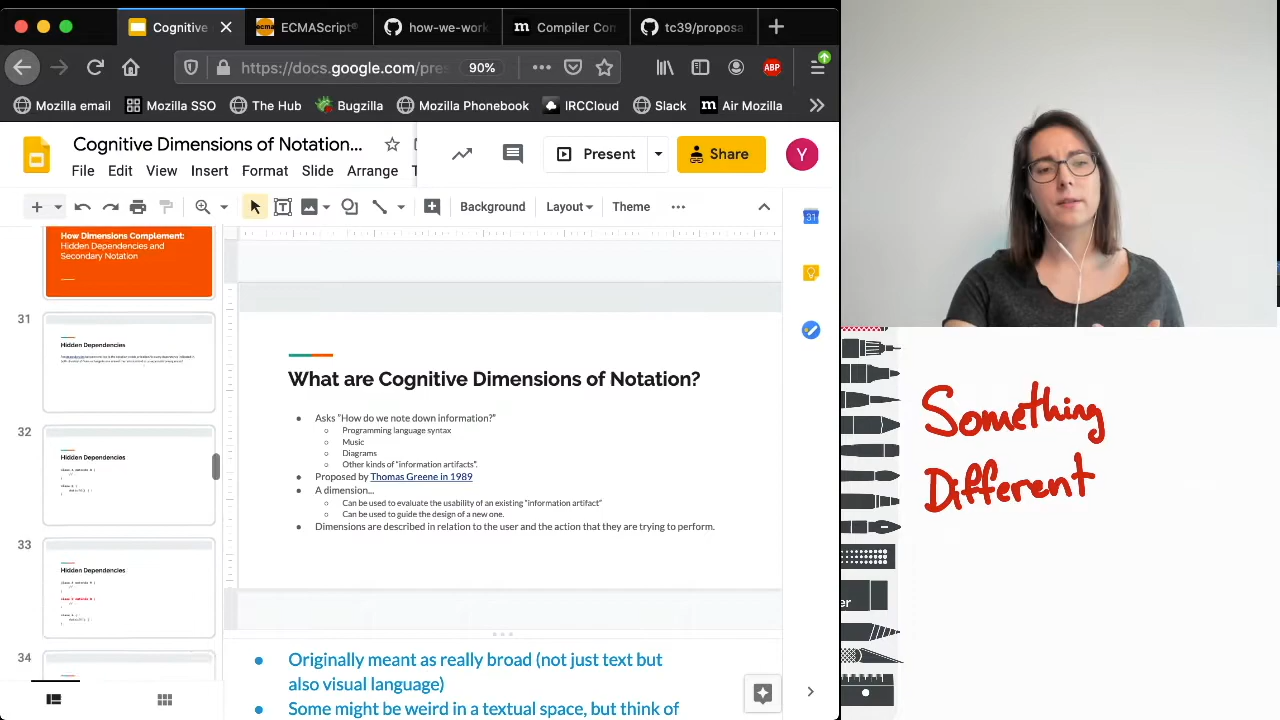 Cognitive
ECMAScript®
how-we-work
Compiler Com
tc39/proposa
https://docs.google.com/pres
90%
ABP
Mozilla email
Mozilla SSO
The Hub
Bugzilla
Mozilla Phonebook
IRCCloud
Slack
Air Mozilla
Cognitive Dimensions of Notation...
File Edit View Insert Format Slide Arrange
Present
Share
Y
Background
Layout
Theme
31
How Dimensions Complement:
Hidden Dependencies and
Secondary Notation
31
Hidden Dependencies
32
Hidden Dependencies
33
Hidden Dependencies
34
What are Cognitive Dimensions of Notation?
● Asks "How do we note down information?"
○ Programming language syntax
○ Music
○ Diagrams
○ Other kinds of "information artifacts".
● Proposed by Thomas Greene in 1989
● A dimension...
○ Can be used to evaluate the usability of an existing "information artifact"
○ Can be used to guide the design of a new one.
● Dimensions are described in relation to the user and the action that they are trying to perform.
● Originally meant as really broad (not just text but
also visual language)
● Some might be weird in a textual space, but think of
Something
Different
er